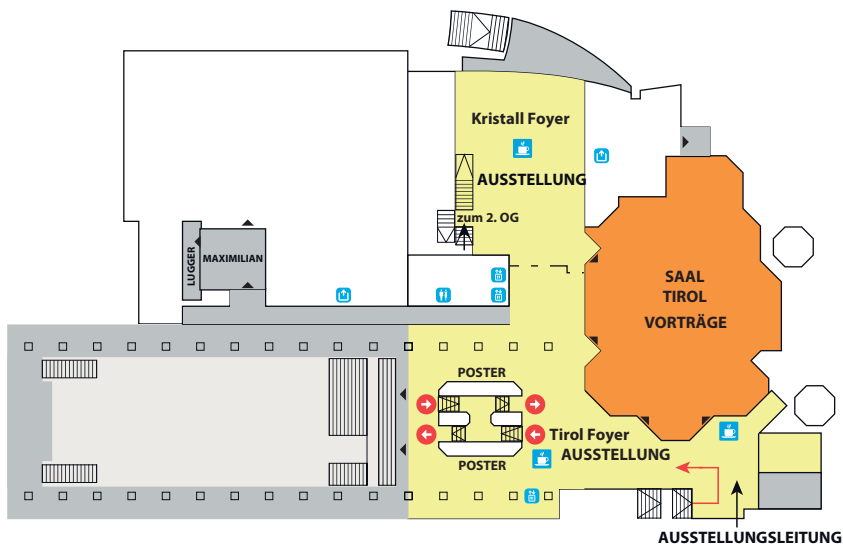 Kristall Foyer
AUSSTELLUNG
zum 2. OG
LUGGER
MAXIMILIAN
SAAL
TIROL
VORTRÄGE
POSTER
Tirol Foyer
AUSSTELLUNG
POSTER
AUSSTELLUNGSLEITUNG